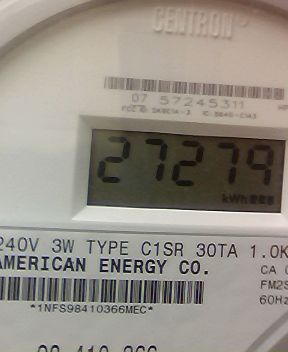 CENTRON
07 57245311
27279
kWh
240V 3W TYPE C1SR 30TA 1.0K
AMERICAN ENERGY CO.
CA
FM2S
60Hz
*1NFS98410366MEC*